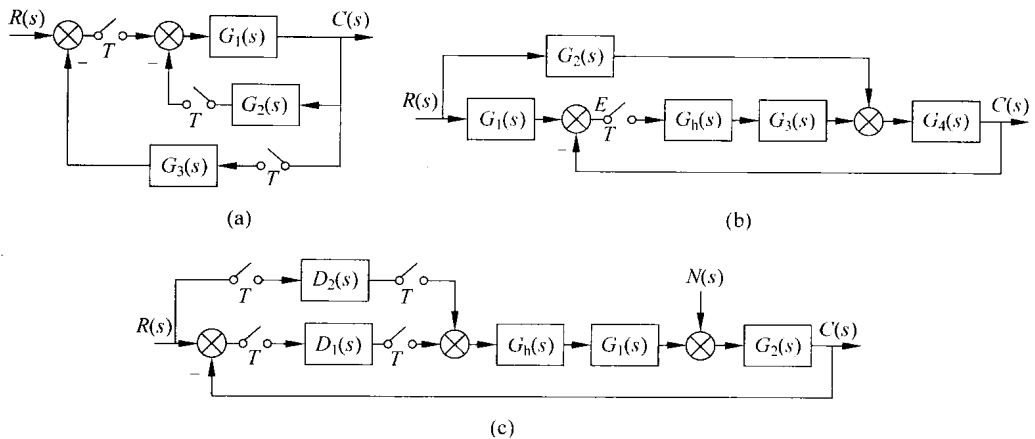 R(s)
T
G₁(s)
C(s)
−
−
T
G₂(s)
G₃(s)
T
(a)
G₂(s)
R(s)
G₁(s)
E
T
Gₕ(s)
G₃(s)
G₄(s)
C(s)
−
(b)
T
D₂(s)
T
R(s)
T
D₁(s)
T
Gₕ(s)
G₁(s)
N(s)
G₂(s)
C(s)
−
(c)